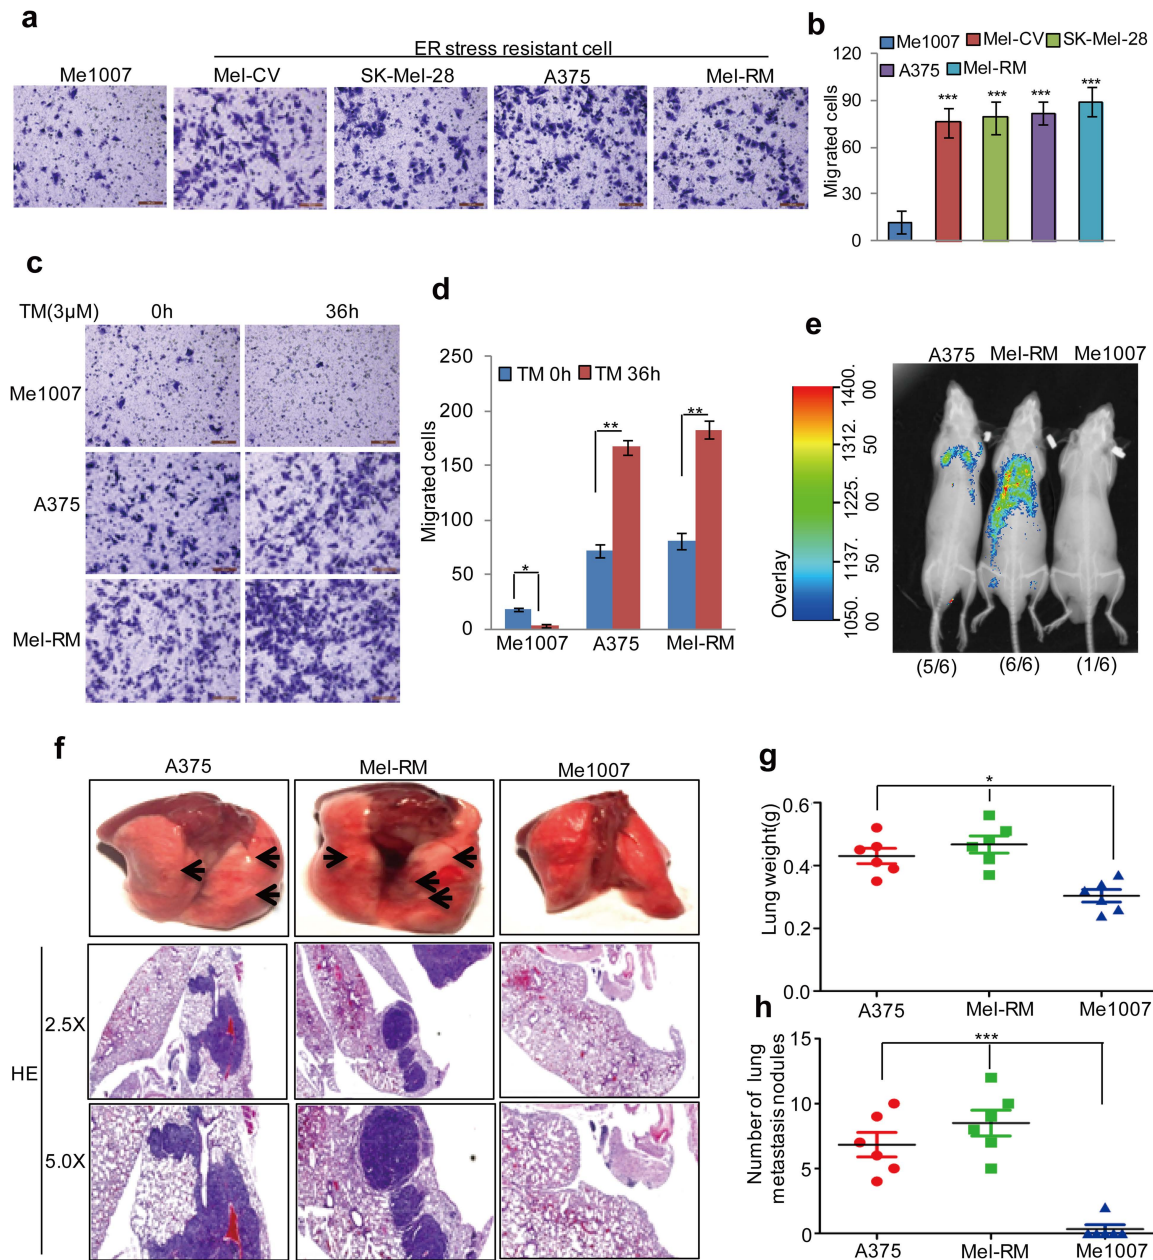 a
ER stress resistant cell
Me1007 Mel-CV SK-Mel-28 A375 Mel-RM
b
Me1007 Mel-CV SK-Mel-28
A375 Mel-RM
Migrated cells
120
90
60
30
0
*** *** *** ***
c
TM(3μM) 0h 36h
Me1007
A375
Mel-RM
d
Migrated cells
250
200
150
100
50
0
TM 0h TM 36h
* ** **
Me1007 A375 Mel-RM
e
A375 Mel-RM Me1007
Overlay
1400. 00
1312. 50
1225. 00
1137. 50
1050. 00
(5/6) (6/6) (1/6)
f
A375 Mel-RM Me1007
HE
2.5X
5.0X
g
Lung weight(g)
0.6
0.4
0.2
0.0
*
A375 Mel-RM Me1007
h
Number of lung
metastasis nodules
15
10
5
0
***
A375 Mel-RM Me1007